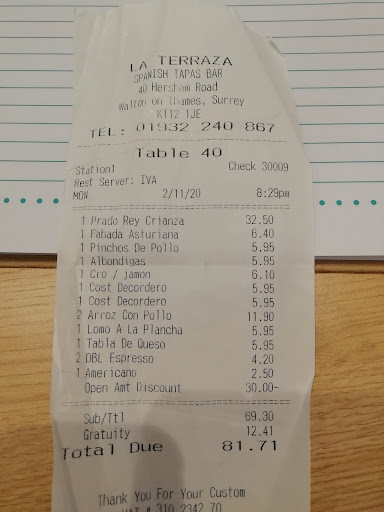 LA TERRAZA
SPANISH TAPAS BAR
40 Hersham Road
Walton on Thames, Surrey
KT12 1JE
TEL: 01932 240 867
Table 40
Station1 Check 30009
Rest Server: IVA
MON 2/11/20 8:29pm
1 Prado Rey Crianza 32.50
1 Fabada Asturiana 6.40
1 Pinchos De Pollo 5.95
1 Albondigas 5.95
1 Cro / jamon 6.10
1 Cost Decordero 5.95
1 Cost Decordero 5.95
2 Arroz Con Pollo 11.90
1 Lomo A La Plancha 5.95
1 Tabla De Queso 5.95
2 DBL Espresso 4.20
1 Americano 2.50
Open Amt Discount 30.00-
Sub/Ttl 69.30
Gratuity 12.41
Total Due 81.71
Thank You For Your Custom
VAT # 310 2342 70